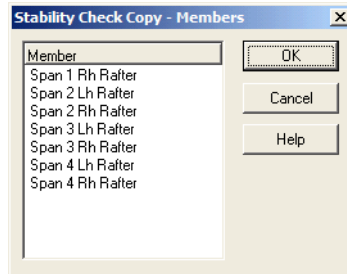 Stability Check Copy - Members
Member
Span 1 Rh Rafter
Span 2 Lh Rafter
Span 2 Rh Rafter
Span 3 Lh Rafter
Span 3 Rh Rafter
Span 4 Lh Rafter
Span 4 Rh Rafter
OK
Cancel
Help